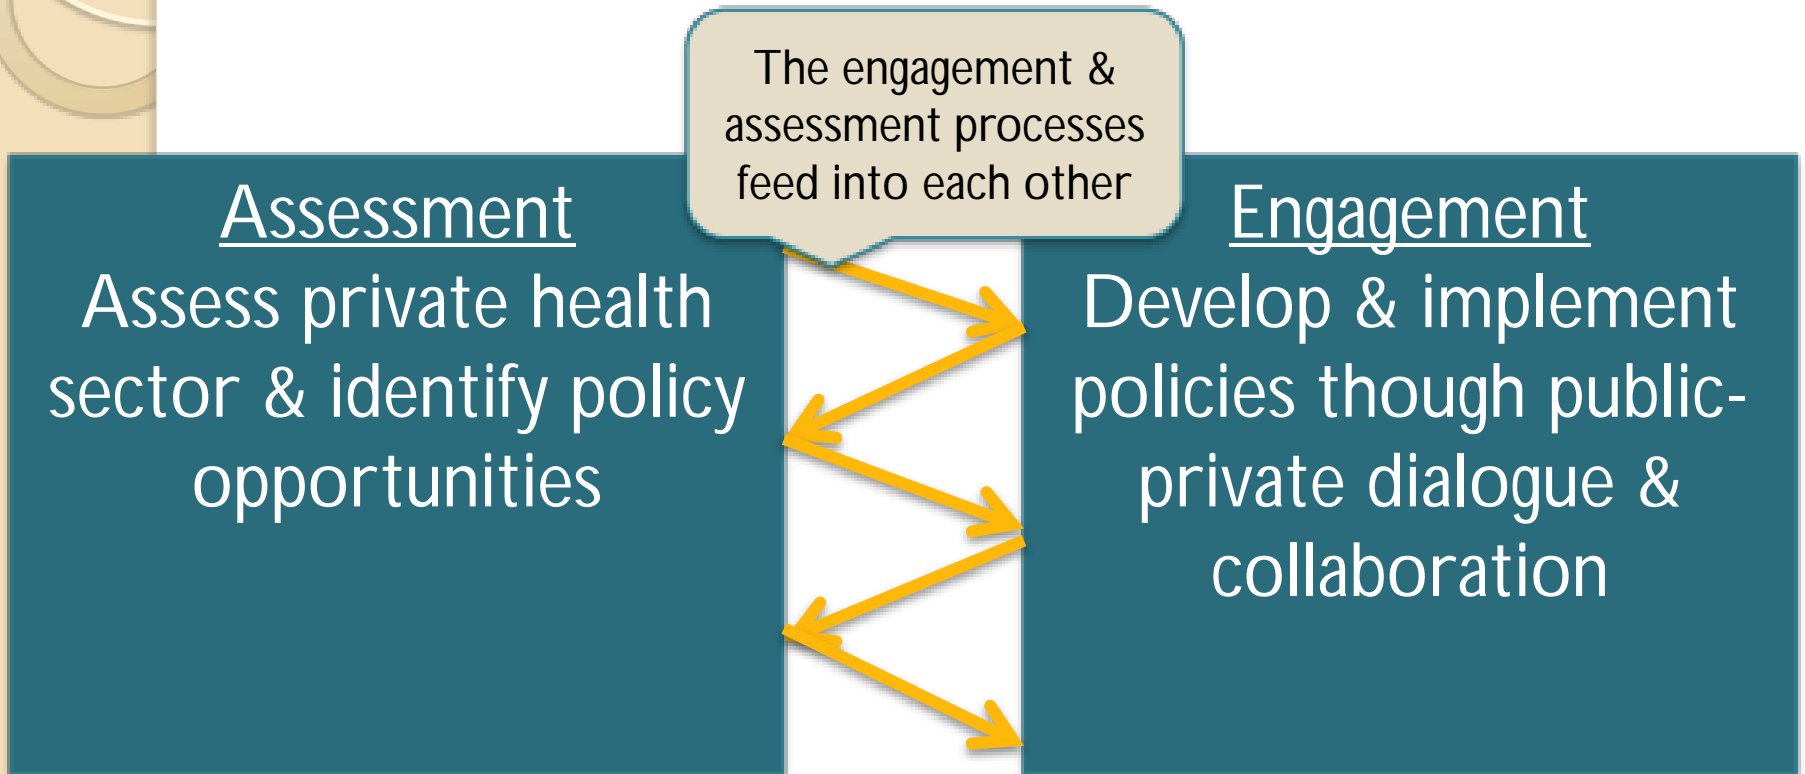 The engagement &
assessment processes
feed into each other
Assessment
Assess private health
sector & identify policy
opportunities
Engagement
Develop & implement
policies though public-
private dialogue &
collaboration